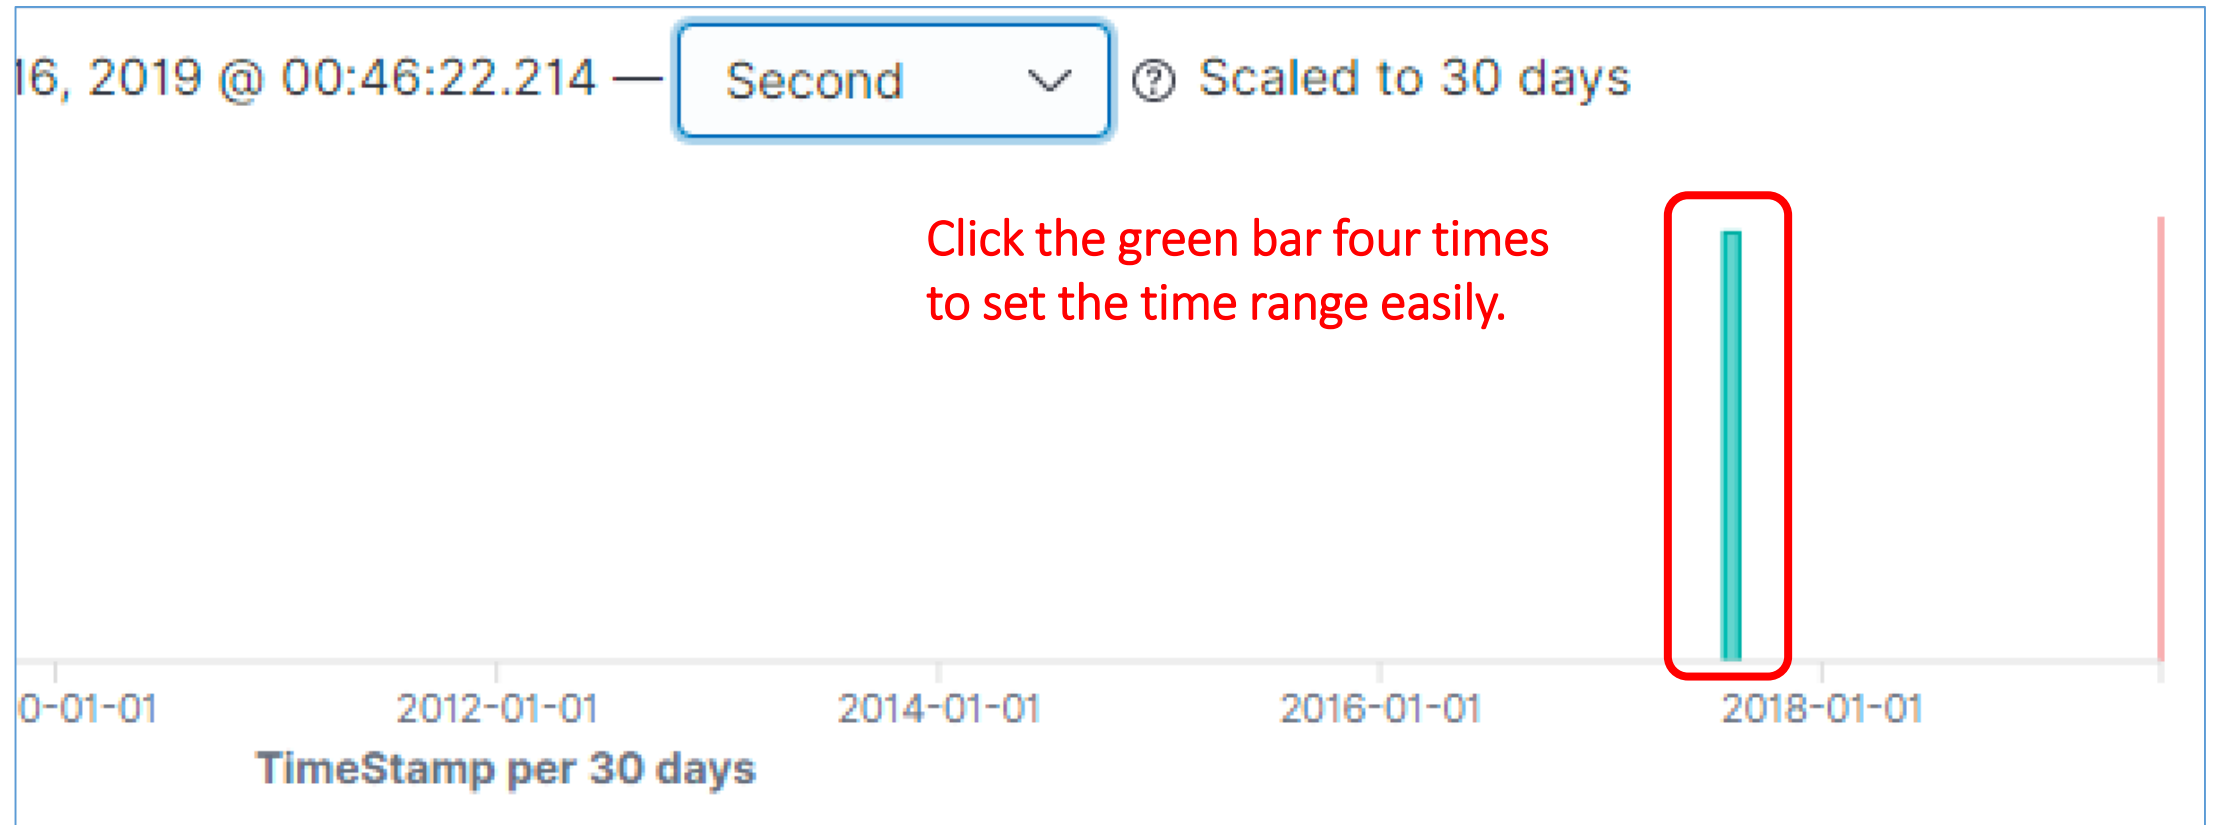 16, 2019 @ 00:46:22.214 — Second Scaled to 30 days
Click the green bar four times
to set the time range easily.
0-01-01 2012-01-01 2014-01-01 2016-01-01 2018-01-01
TimeStamp per 30 days